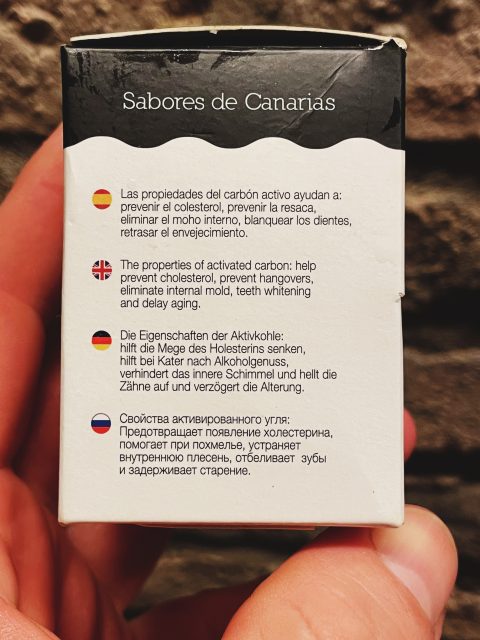 Sabores de Canarias
Las propiedades del carbón activo ayudan a:
prevenir el colesterol, prevenir la resaca,
eliminar el moho interno, blanquear los dientes,
retrasar el envejecimiento.
The properties of activated carbon: help
prevent cholesterol, prevent hangovers,
eliminate internal mold, teeth whitening
and delay aging.
Die Eigenschaften der Aktivkohle:
hilft die Mege des Holesterins senken,
hilft bei Kater nach Alkoholgenuss,
verhindert das innere Schimmel und hellt die
Zähne auf und verzögert die Alterung.
Свойства активированного угля:
Предотвращает появление холестерина,
помогает при похмелье, устраняет
внутреннюю плесень, отбеливает зубы
и задерживает старение.